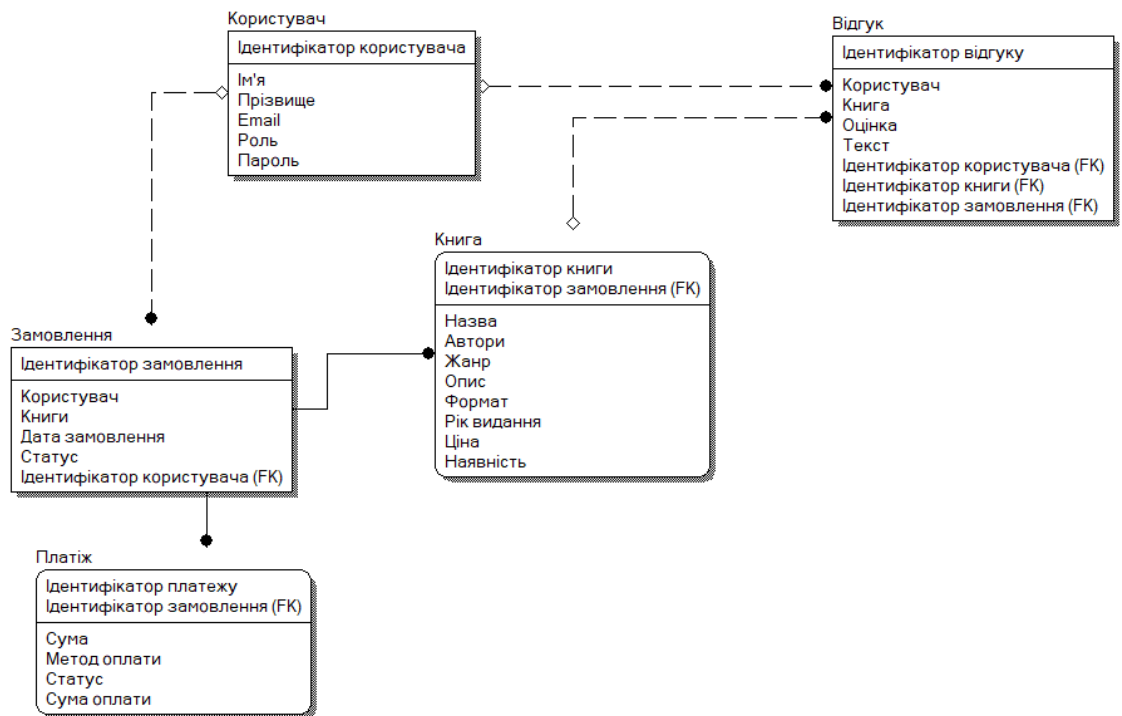 Користувач
Ідентифікатор користувача
Ім'я
Прізвище
Email
Роль
Пароль
Відгук
Ідентифікатор відгуку
Користувач
Книга
Оцінка
Текст
Ідентифікатор користувача (FK)
Ідентифікатор книги (FK)
Ідентифікатор замовлення (FK)
Книга
Ідентифікатор книги
Ідентифікатор замовлення (FK)
Назва
Автори
Жанр
Опис
Формат
Рік видання
Ціна
Наявність
Замовлення
Ідентифікатор замовлення
Користувач
Книги
Дата замовлення
Статус
Ідентифікатор користувача (FK)
Платіж
Ідентифікатор платежу
Ідентифікатор замовлення (FK)
Сума
Метод оплати
Статус
Сума оплати